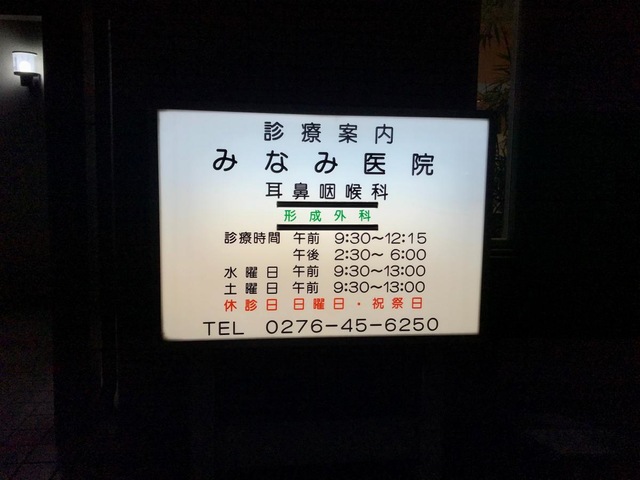 診療案内
みなみ医院
耳鼻咽喉科
形成外科
診療時間 午前 9:30〜12:15
午後 2:30〜 6:00
水曜日 午前 9:30〜13:00
土曜日 午前 9:30〜13:00
休診日 日曜日・祝祭日
TEL 0276-45-6250